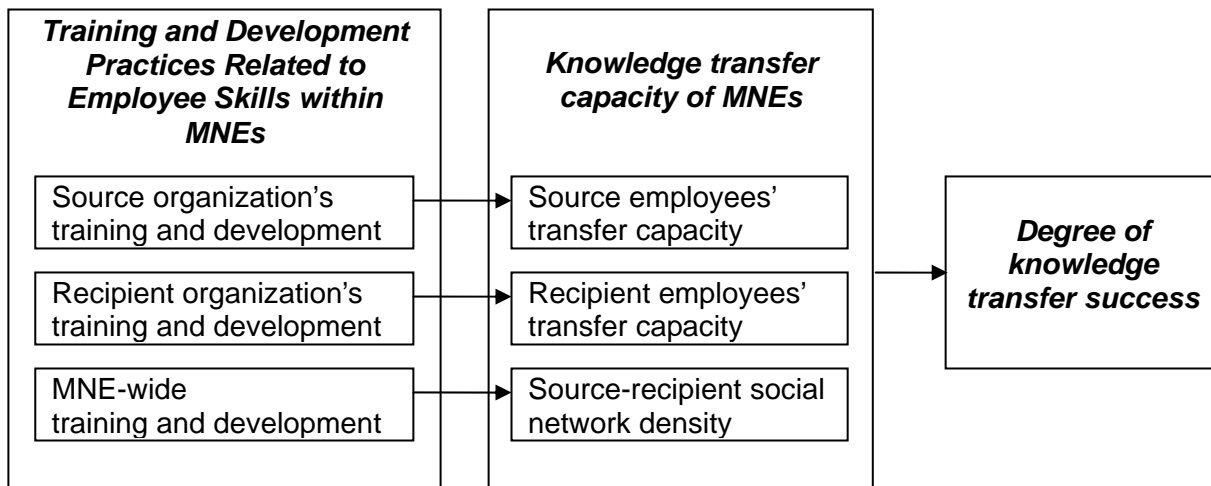 Training and Development
Practices Related to
Employee Skills within
MNEs
Source organization's
training and development
Recipient organization's
training and development
MNE-wide
training and development
Knowledge transfer
capacity of MNEs
Source employees'
transfer capacity
Recipient employees'
transfer capacity
Source-recipient social
network density
Degree of
knowledge
transfer success